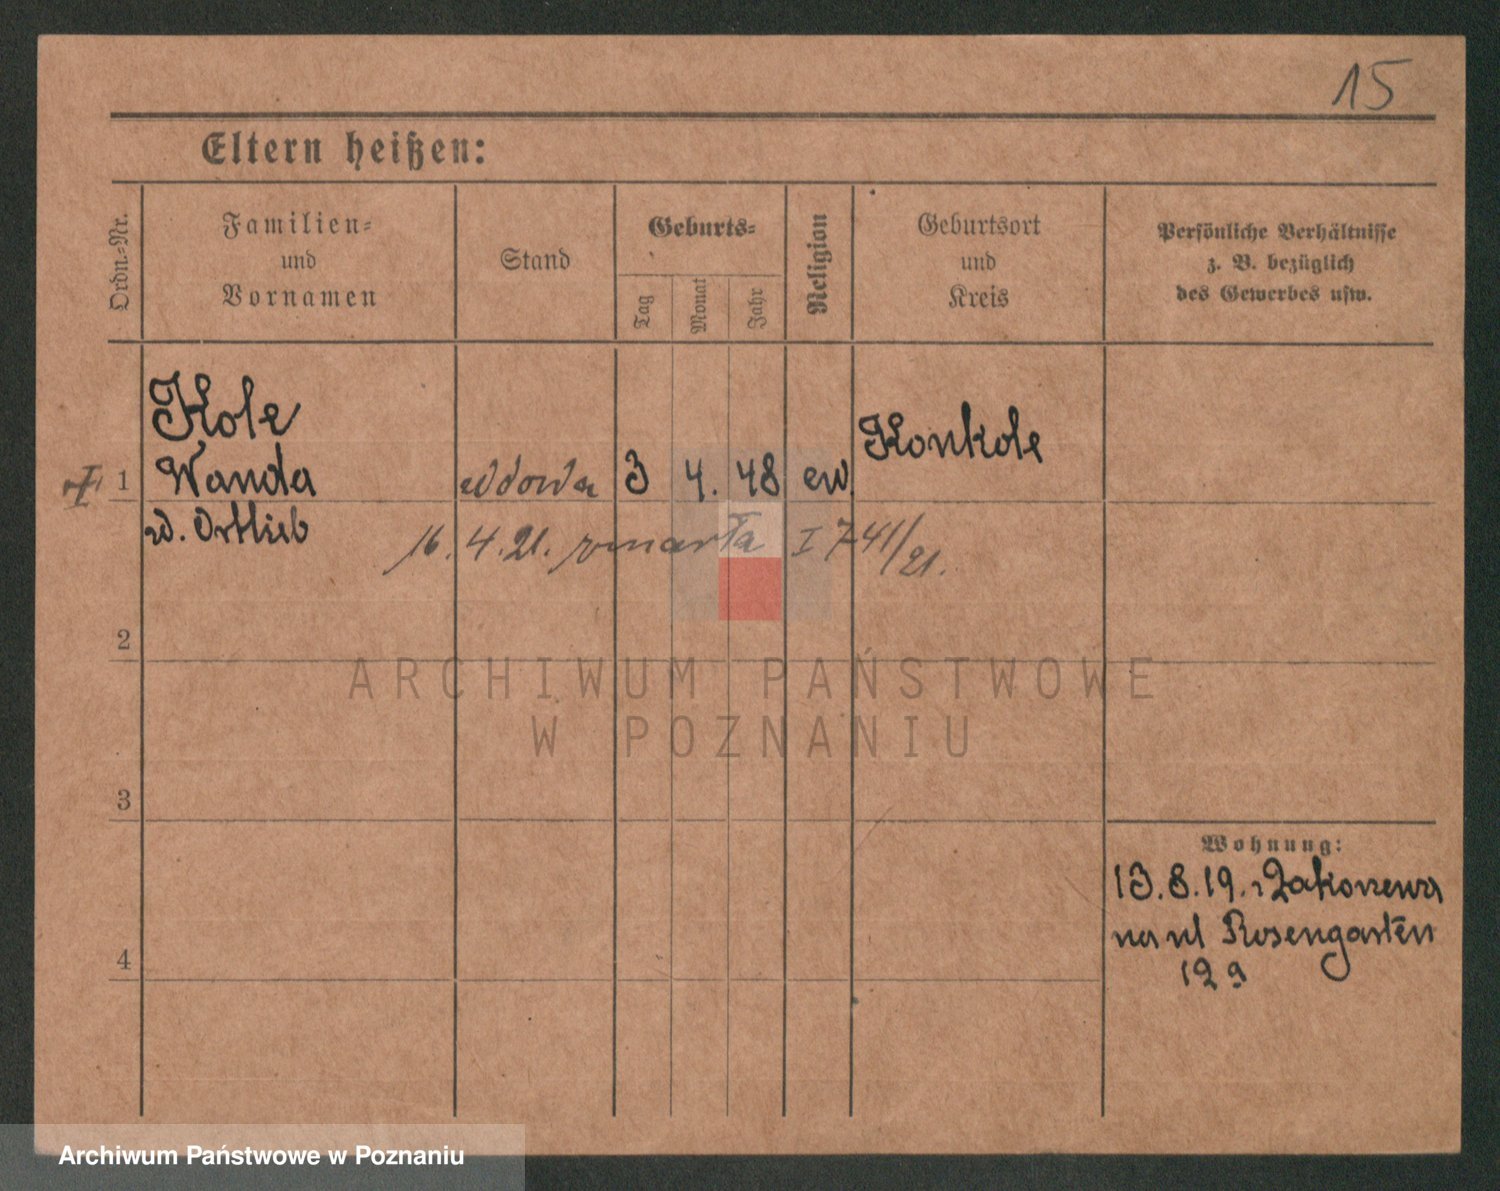 15
Eltern heißen:
Ordn.-Nr.
Familien-
und
Vornamen
Stand
Geburts-
Tag
Monat
Jahr
Religion
Geburtsort
und
Kreis
Persönliche Verhältnisse
z. B. bezüglich
des Gewerbes usw.
Kole
Konkole
1 Wanda wdowa 3 4. 48 ew
Ortlieb
16. 4. 21. zmarła I 741/21.
2
ARCHIWUM PAŃSTWOWE
W POZNANIU
3
Wohnung:
13.8.19.
na ul Rosengarten
4
12 a
Archiwum Państwowe w Poznaniu